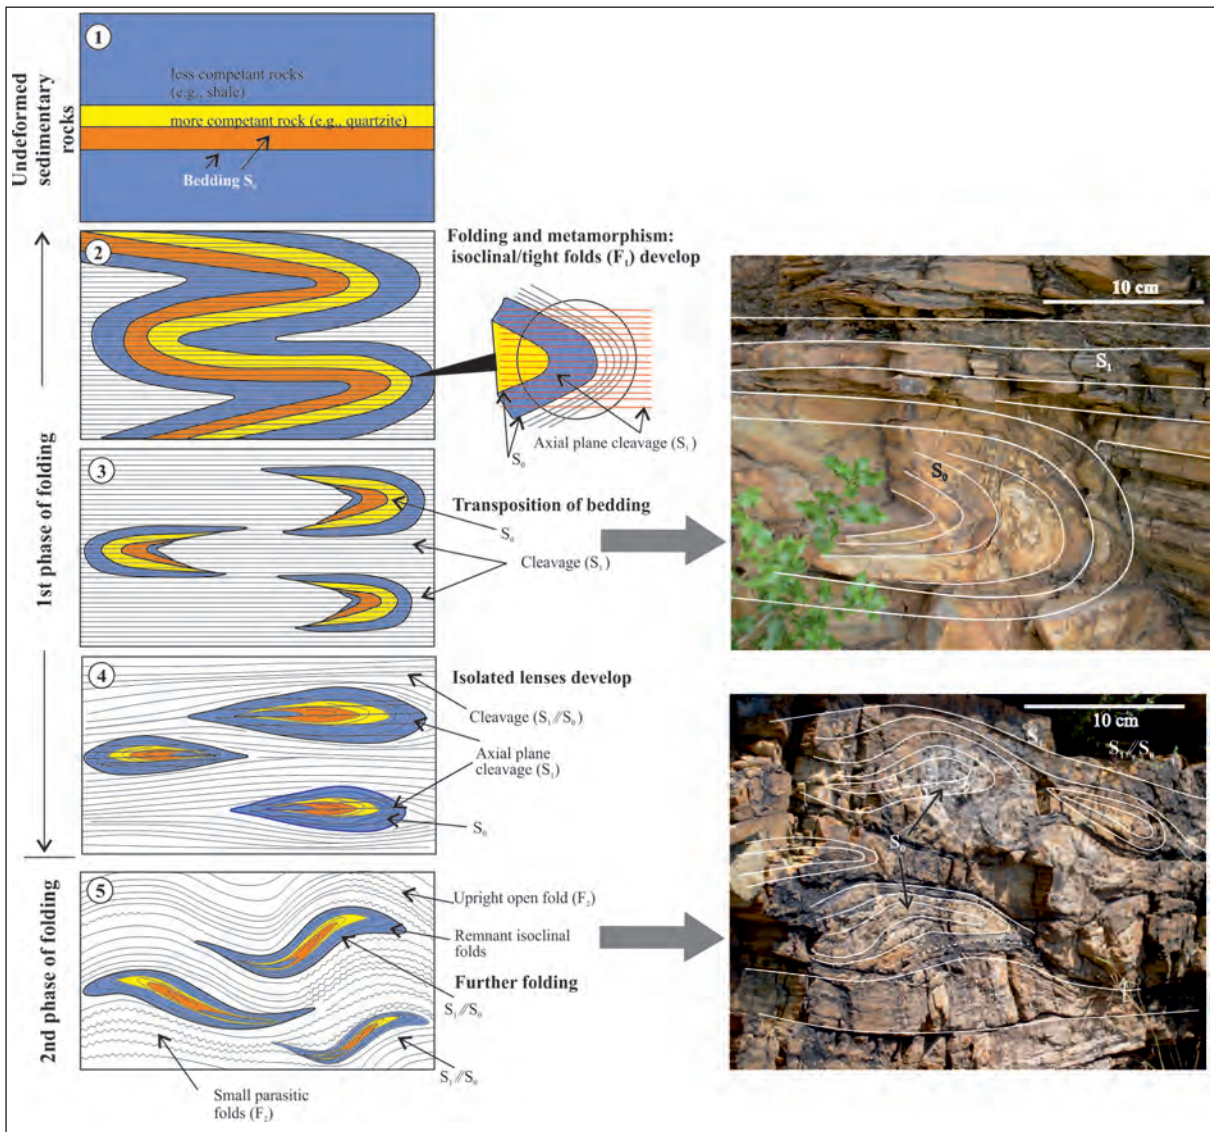 Undeformed
sedimentary
rocks
1
less competant rocks
(e.g., shale)
more competant rock (e.g., quartzite)
Bedding S₀
1st phase of folding
2
Folding and metamorphism:
isoclinal/tight folds (F₁) develop
Axial plane cleavage (S₁)
S₀
10 cm
S₁
S₀
3
Transposition of bedding
S₀
Cleavage (S₁)
4
Isolated lenses develop
Cleavage (S₁//S₀)
Axial plane
cleavage (S₁)
S₀
10 cm
S₁//S₀
S₀
2nd phase of folding
5
Upright open fold (F₂)
Remnant isoclinal
folds
Further folding
S₁//S₀
S₁//S₀
Small parasitic
folds (F₂)